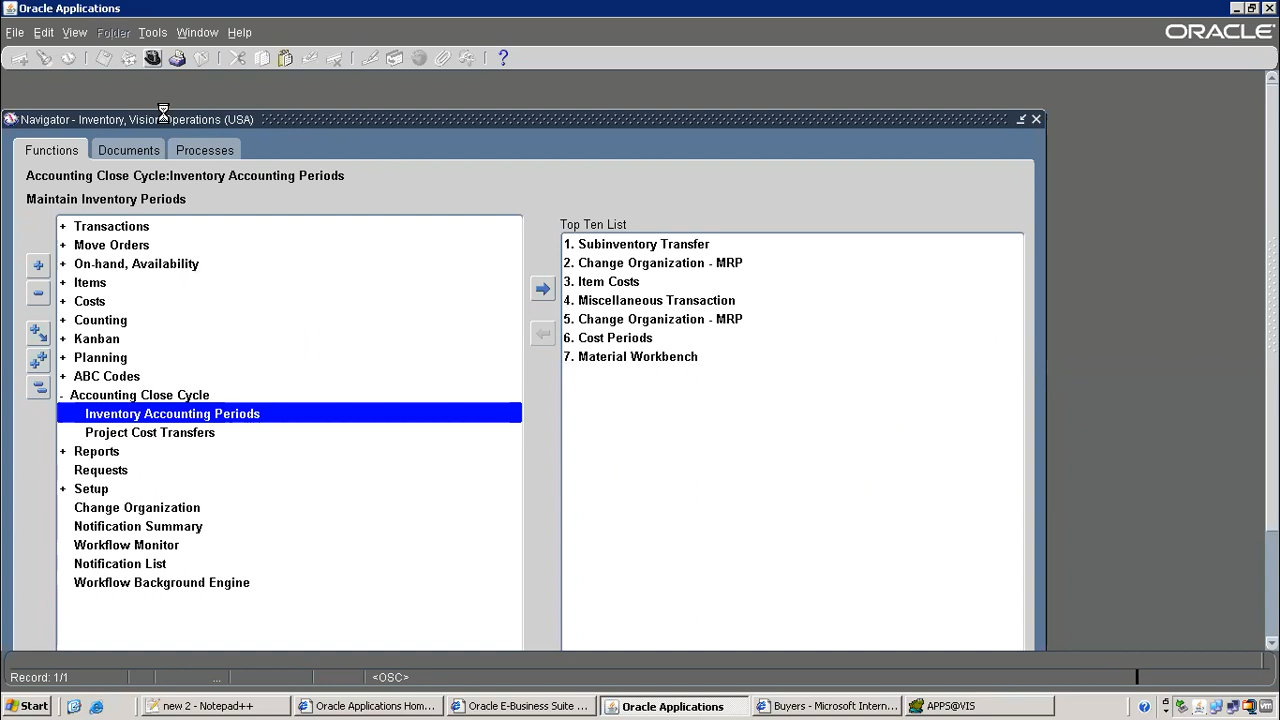 Oracle Applications
File Edit View Folder Tools Window Help
ORACLE
Navigator - Inventory, Vision Operations (USA)
Functions Documents Processes
Accounting Close Cycle:Inventory Accounting Periods
Maintain Inventory Periods
Top Ten List
+ Transactions
+ Move Orders
+ On-hand, Availability
+ Items
+ Costs
+ Counting
+ Kanban
+ Planning
+ ABC Codes
- Accounting Close Cycle
Inventory Accounting Periods
Project Cost Transfers
+ Reports
Requests
+ Setup
Change Organization
Notification Summary
Workflow Monitor
Notification List
Workflow Background Engine
1. Subinventory Transfer
2. Change Organization - MRP
3. Item Costs
4. Miscellaneous Transaction
5. Change Organization - MRP
6. Cost Periods
7. Material Workbench
Record: 1/1 ... <OSC>
Start new 2 - Notepad++ Oracle Applications Hom... Oracle E-Business Suite ... Oracle Applications Buyers - Microsoft Intern... APPS@VIS